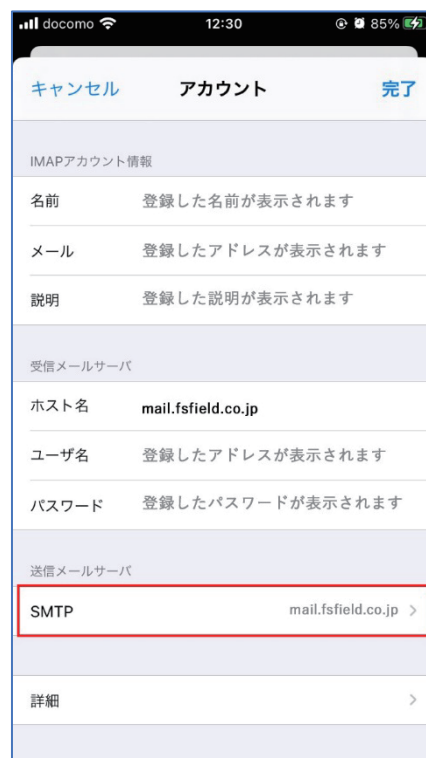 docomo 12:30 85%
キャンセル アカウント 完了
IMAPアカウント情報
名前 登録した名前が表示されます
メール 登録したアドレスが表示されます
説明 登録した説明が表示されます
受信メールサーバ
ホスト名 mail.fsfield.co.jp
ユーザ名 登録したアドレスが表示されます
パスワード 登録したパスワードが表示されます
送信メールサーバ
SMTP mail.fsfield.co.jp >
詳細 >